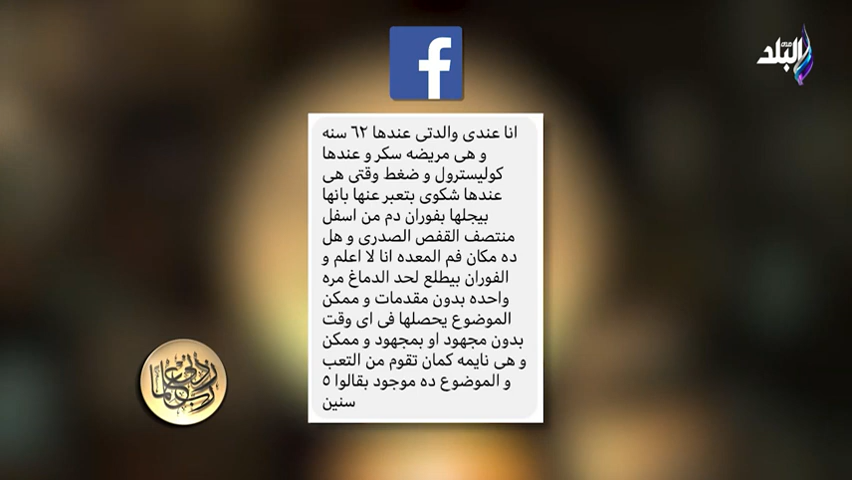 صدى
البلد
انا عندى والدتى عندها ٦٢ سنه
و هى مريضه سكر و عندها
كوليسترول و ضغط وقتى هى
عندها شكوى بتعبر عنها بانها
بيجلها بفوران دم من اسفل
منتصف القفص الصدرى و هل
ده مكان فم المعده انا لا اعلم و
الفوران بيطلع لحد الدماغ مره
واحده بدون مقدمات و ممكن
الموضوع يحصلها فى اى وقت
بدون مجهود او بمجهود و ممكن
و هى نايمه كمان تقوم من التعب
و الموضوع ده موجود بقالوا ٥
سنين